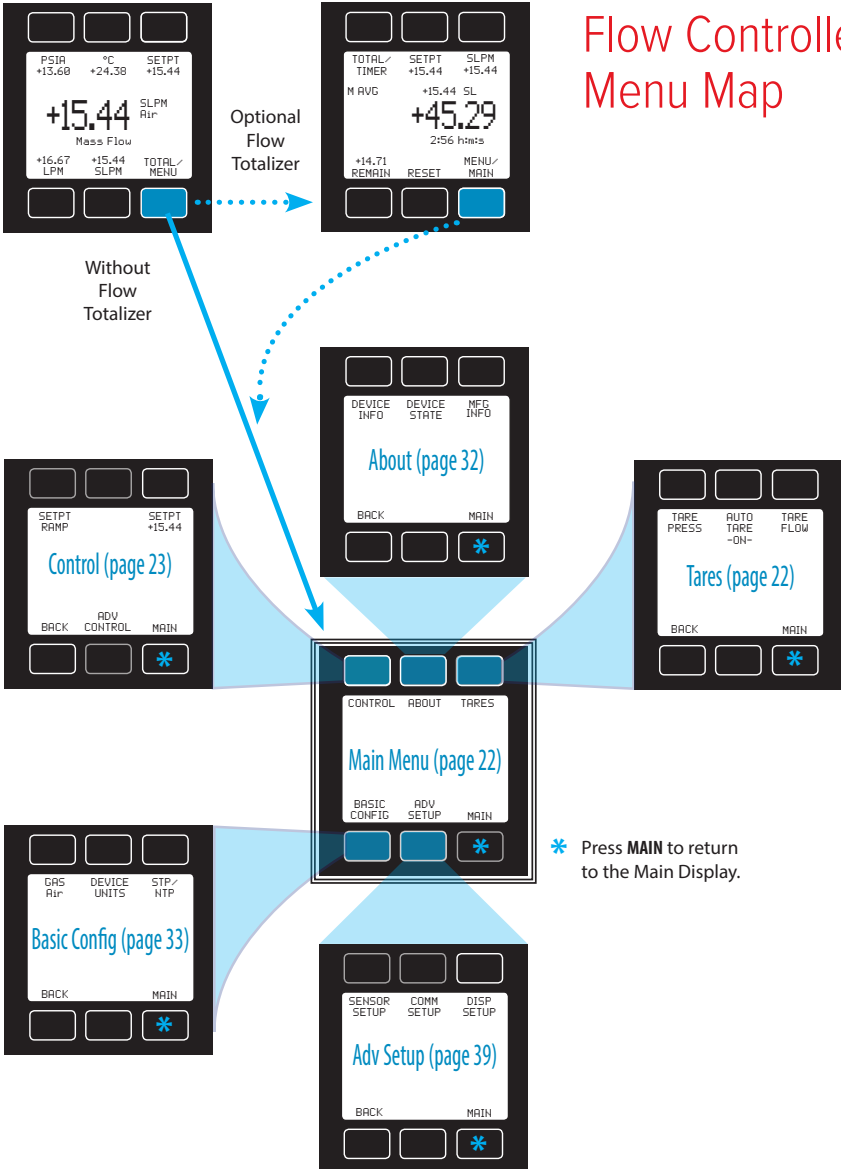 Flow Controlle
Menu Map
PSIA °C SETPT
+13.60 +24.38 +15.44
+15.44 SLPM
Air
Mass Flow
+16.67 +15.44 TOTAL/
LPM SLPM MENU
Optional
Flow
Totalizer
TOTAL/ SETPT SLPM
TIMER +15.44 +15.44
M AVG +15.44 SL
+45.29
2:56 h:m:s
+14.71 MENU/
REMAIN RESET MAIN
Without
Flow
Totalizer
DEVICE DEVICE MFG
INFO STATE INFO
About (page 32)
BACK MAIN
*
SETPT SETPT
RAMP +15.44
Control (page 23)
ADV
BACK CONTROL MAIN
*
TARE AUTO TARE
PRESS TARE FLOW
-ON-
Tares (page 22)
BACK MAIN
*
CONTROL ABOUT TARES
Main Menu (page 22)
BASIC ADV
CONFIG SETUP MAIN
*
* Press MAIN to return
to the Main Display.
GAS DEVICE STP/
Air UNITS NTP
Basic Config (page 33)
BACK MAIN
*
SENSOR COMM DISP
SETUP SETUP SETUP
Adv Setup (page 39)
BACK MAIN
*